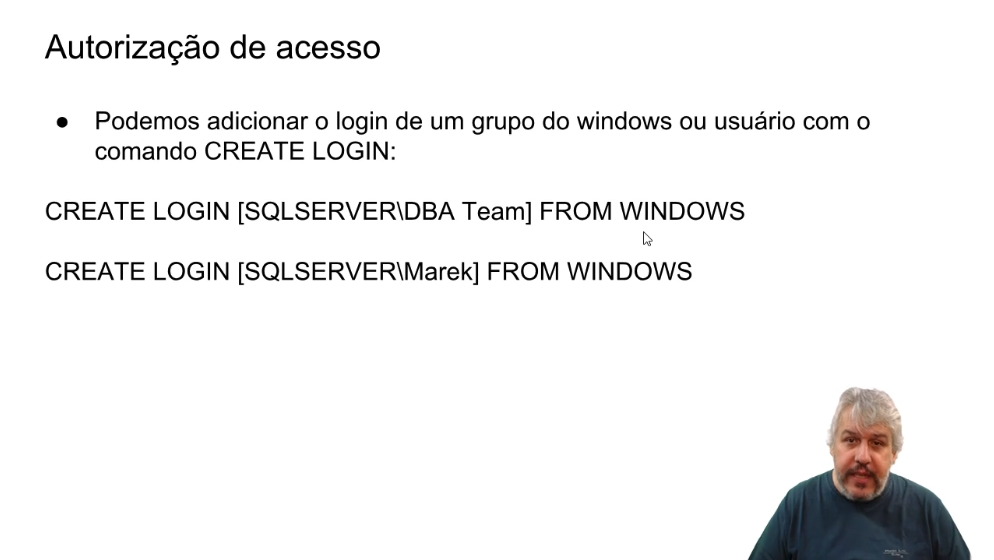 Autorização de acesso
● Podemos adicionar o login de um grupo do windows ou usuário com o
comando CREATE LOGIN:
CREATE LOGIN [SQLSERVER\DBA Team] FROM WINDOWS
CREATE LOGIN [SQLSERVER\Marek] FROM WINDOWS